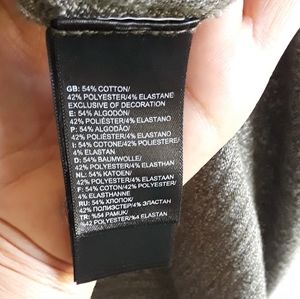 GB: 54% COTTON/
42% POLYESTER/4% ELASTANE
EXCLUSIVE OF DECORATION
E: 54% ALGODÓN/
42% POLIÉSTER/4% ELASTANO
P: 54% ALGODÃO/
42% POLIÉSTER/4% ELASTANO
I: 54% COTONE/42% POLIESTERE/
4% ELASTAN
D: 54% BAUMWOLLE/
42% POLYESTER/4% ELASTHAN
NL: 54% KATOEN/
42% POLYESTER/4% ELASTAAN
F: 54% COTON/42% POLYESTER/
4% ELASTHANNE
RU: 54% ХЛОПОК/
42% ПОЛИЭСТЕР/4% ЭЛАСТАН
TR: %54 PAMUK/
%42 POLYESTER/%4 ELASTAN